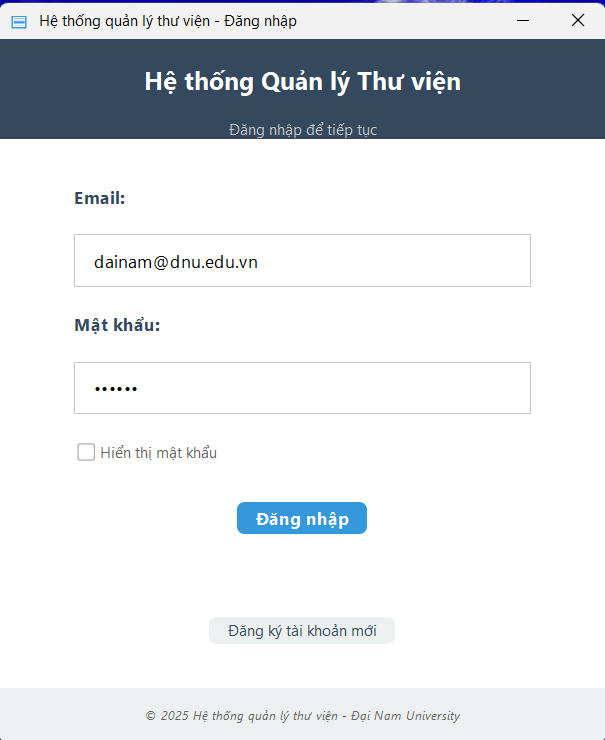 Hệ thống quản lý thư viện - Đăng nhập
Hệ thống Quản lý Thư viện
Đăng nhập để tiếp tục
Email:
dainam@dnu.edu.vn
Mật khẩu:
••••••
Hiển thị mật khẩu
Đăng nhập
Đăng ký tài khoản mới
© 2025 Hệ thống quản lý thư viện - Đại Nam University